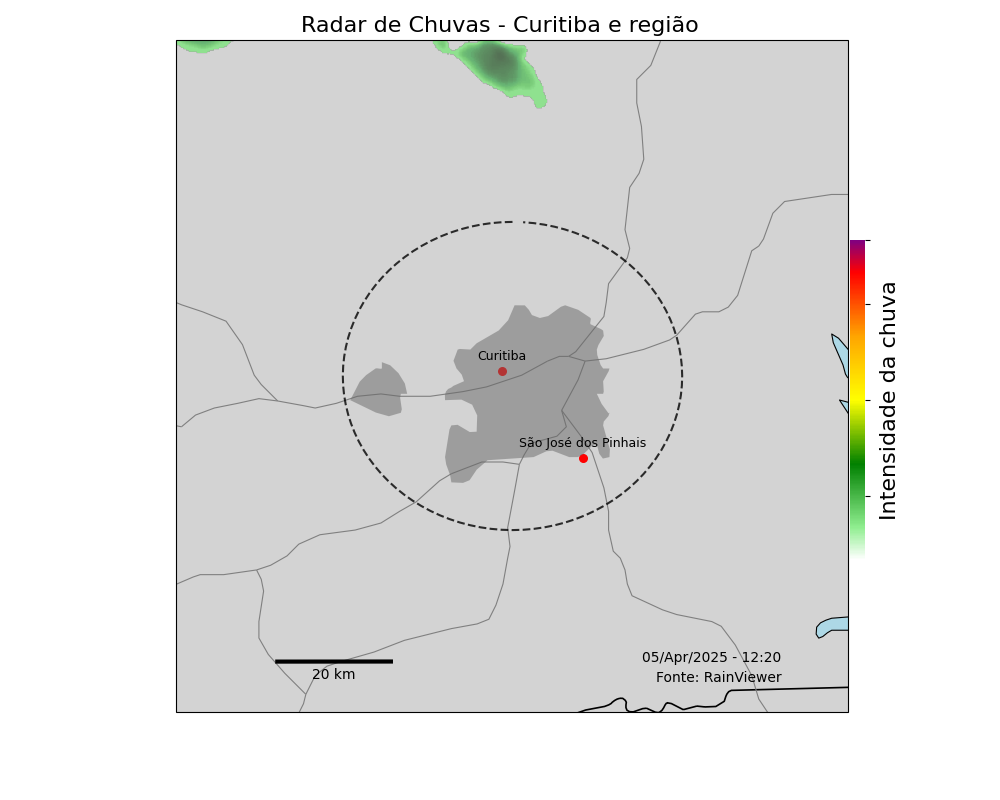 Radar de Chuvas - Curitiba e região
Curitiba
São José dos Pinhais
Intensidade da chuva
20 km
05/Apr/2025 - 12:20
Fonte: RainViewer